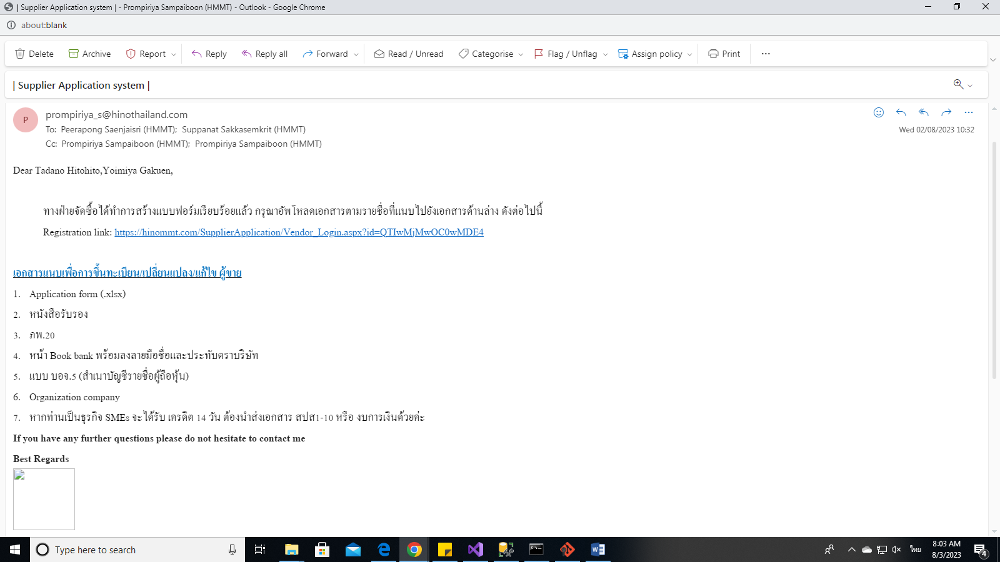 | Supplier Application system | - Prompiriya Sampaiboon (HMMT) - Outlook - Google Chrome
about:blank
Delete Archive Report Reply Reply all Forward Read / Unread Categorise Flag / Unflag Assign policy Print ...
| Supplier Application system |
P
prompiriya_s@hinothailand.com
To: Peerapong Saenjaisri (HMMT); Suppanat Sakkasemkrit (HMMT)
Wed 02/08/2023 10:32
Cc: Prompiriya Sampaiboon (HMMT); Prompiriya Sampaiboon (HMMT)
Dear Tadano Hitohito,Yoimiya Gakuen,
ทางฝ่ายจัดซื้อได้ทำการสร้างแบบฟอร์มเรียบร้อยแล้ว กรุณาอัพโหลดเอกสารตามรายชื่อที่แนบไปยังเอกสารด้านล่าง ดังต่อไปนี้
Registration link: https://hinommt.com/SupplierApplication/Vendor_Login.aspx?id=QTIwMjMwOC0wMDE4
เอกสารแนบเพื่อการขึ้นทะเบียน/เปลี่ยนแปลง/แก้ไข ผู้ขาย
1. Application form (.xlsx)
2. หนังสือรับรอง
3. ภพ.20
4. หน้า Book bank พร้อมลงลายมือชื่อและประทับตราบริษัท
5. แบบ บอจ.5 (สำเนาบัญชีรายชื่อผู้ถือหุ้น)
6. Organization company
7. หากท่านเป็นธุรกิจ SMEs จะได้รับ เครดิต 14 วัน ต้องนำส่งเอกสาร สปส1-10 หรือ งบการเงินด้วยค่ะ
If you have any further questions please do not hesitate to contact me
Best Regards
Type here to search
ไทย
8:03 AM
8/3/2023
4